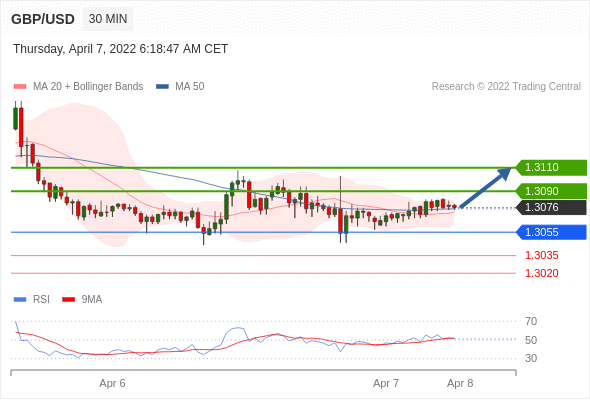 GBP/USD 30 MIN
Thursday, April 7, 2022 6:18:47 AM CET
MA 20 + Bollinger Bands MA 50 Research © 2022 Trading Central
1.3110
1.3090
1.3076
1.3055
1.3035
1.3020
RSI 9MA
70
50
30
Apr 6 Apr 7 Apr 8